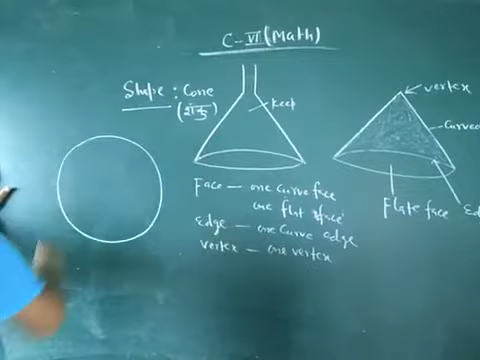 C-VI (Math)
Shape : Cone
(शंकु)
keep
vertex
Curved
Face — one curve face
one flat face
Edge — one curve edge
vertex — one vertex
Flate face
Ed